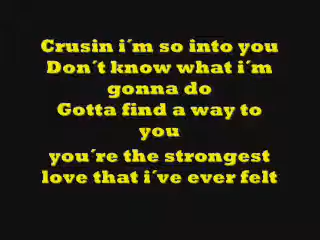 Crusin i´m so into you
Don´t know what i´m
gonna do
Gotta find a way to
you
you´re the strongest
love that i´ve ever felt